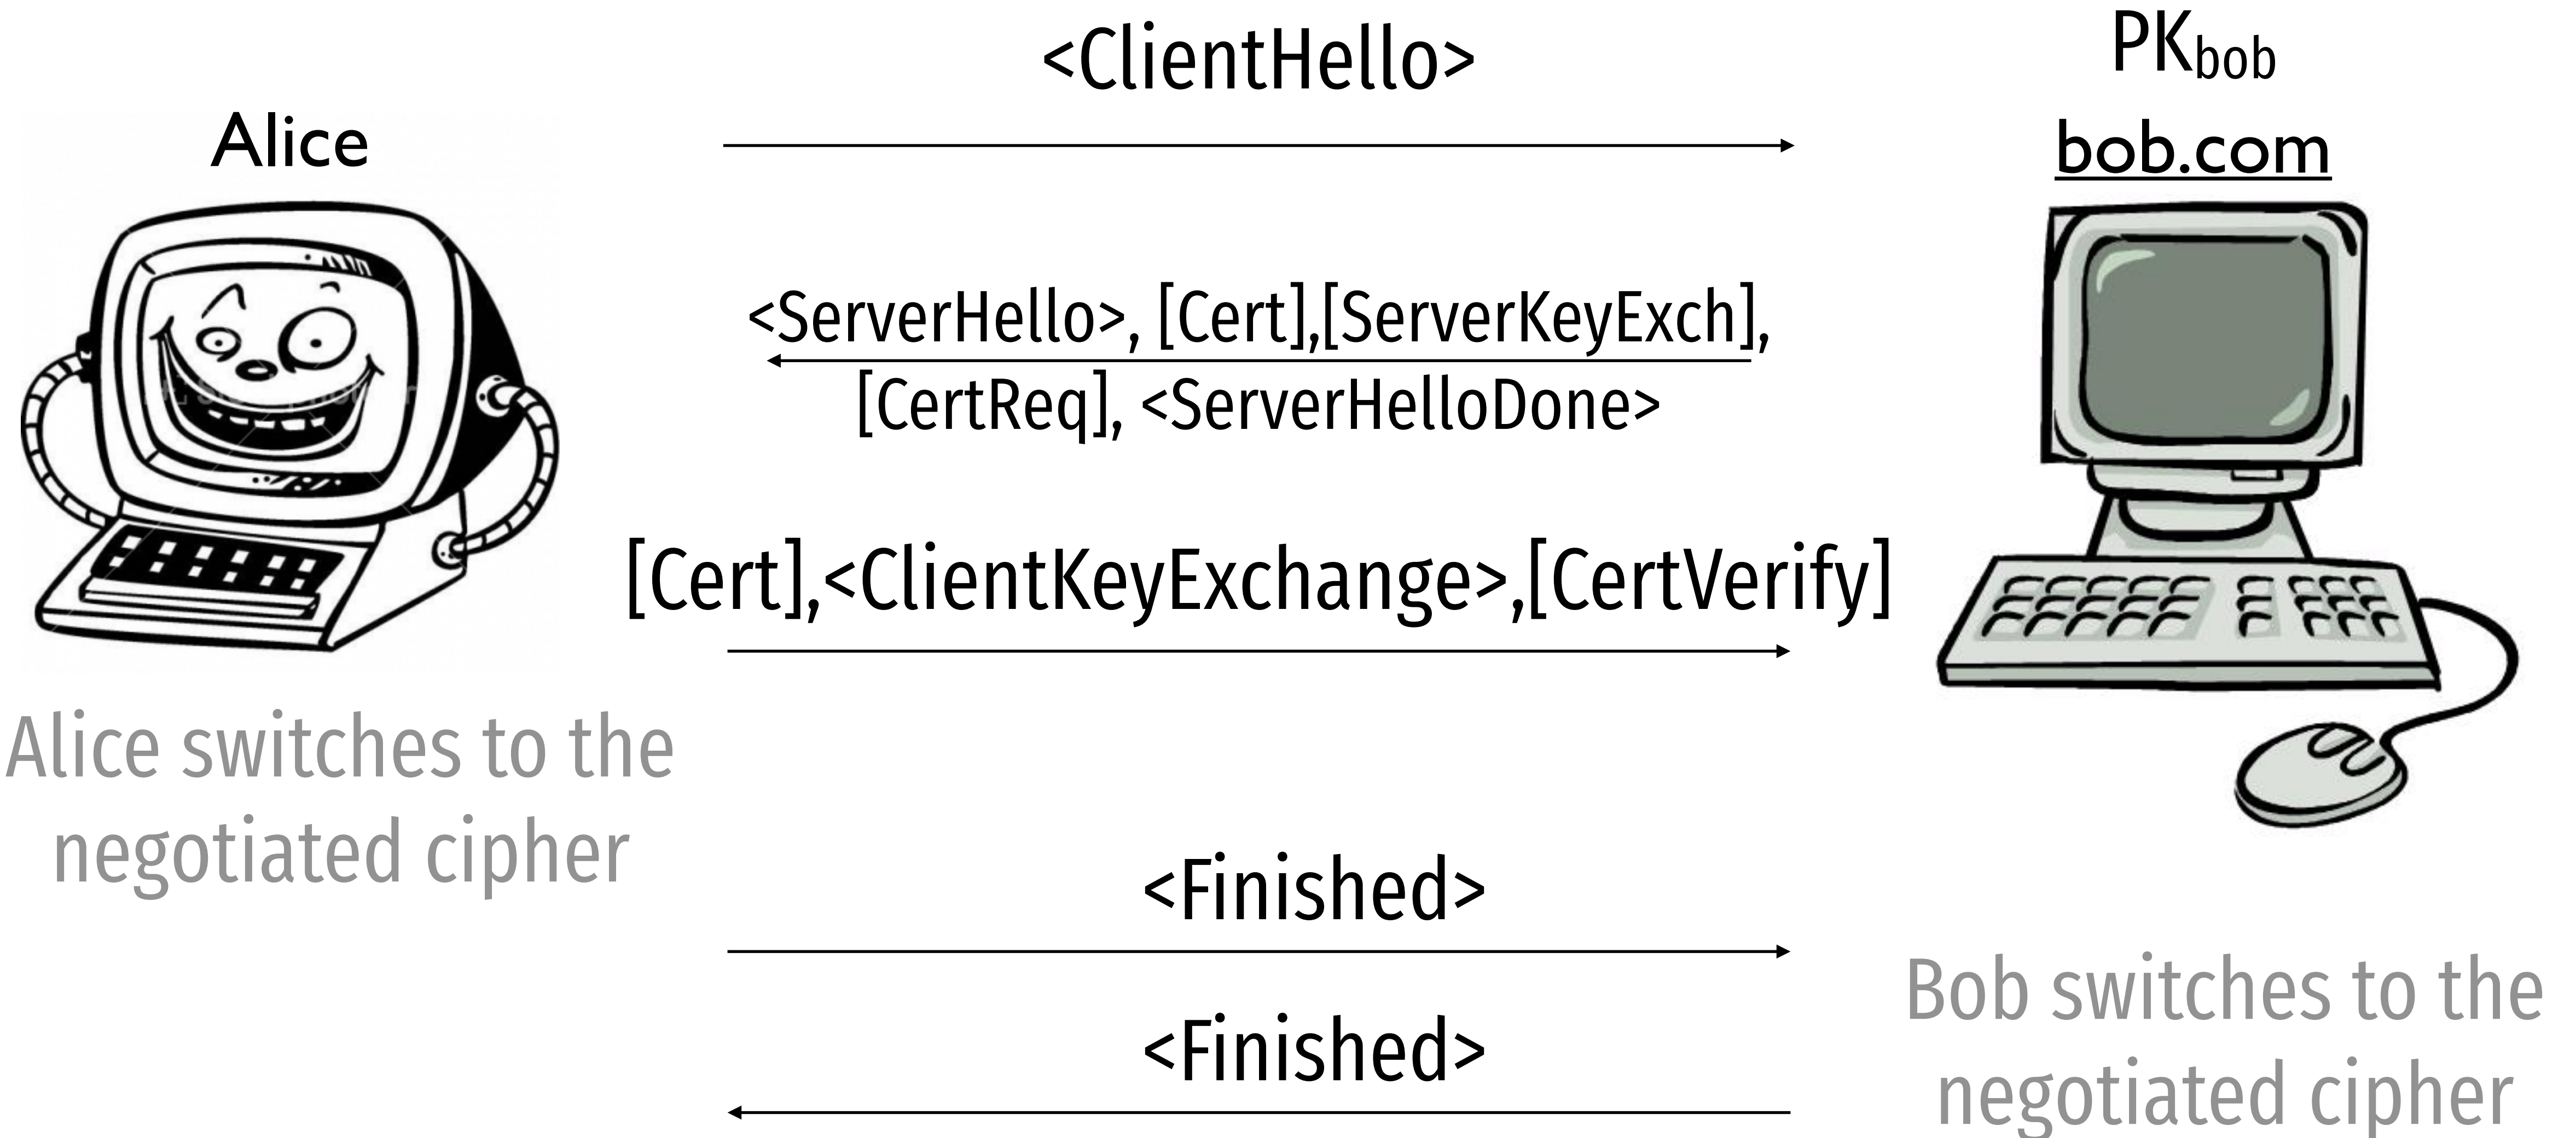 <ClientHello>
PKbob
Alice
bob.com
<ServerHello>, [Cert],[ServerKeyExch],
[CertReq], <ServerHelloDone>
[Cert],<ClientKeyExchange>,[CertVerify]
Alice switches to the
negotiated cipher
<Finished>
Bob switches to the
negotiated cipher
<Finished>